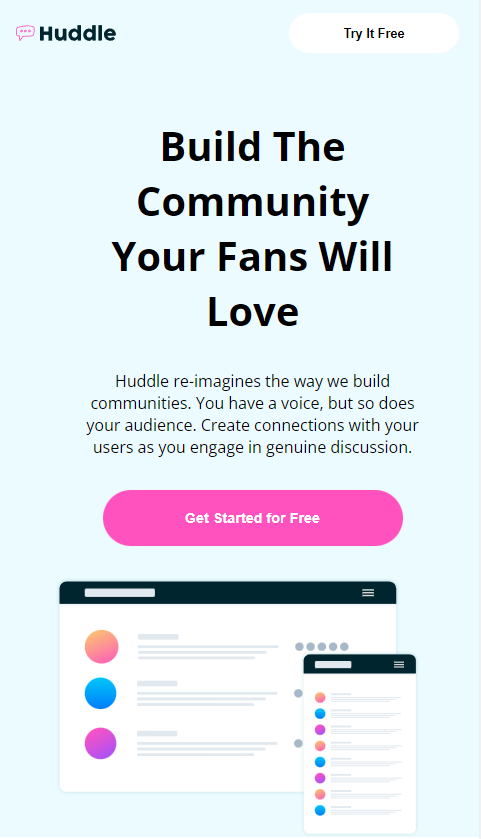 Huddle
Try It Free
Build The
Community
Your Fans Will
Love
Huddle re-imagines the way we build
communities. You have a voice, but so does
your audience. Create connections with your
users as you engage in genuine discussion.
Get Started for Free